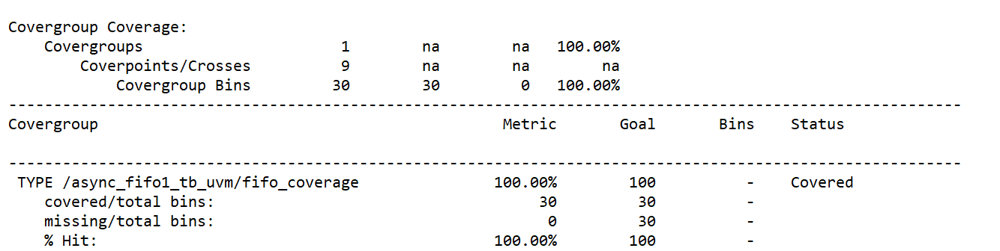 Covergroup Coverage:
    Covergroups                       1        na        na   100.00%
        Coverpoints/Crosses          9        na        na        na
            Covergroup Bins         30        30         0   100.00%
----------------------------------------------------------------------------------------------------------
Covergroup                                             Metric       Goal       Bins    Status
----------------------------------------------------------------------------------------------------------
 TYPE /async_fifo1_tb_uvm/fifo_coverage               100.00%        100          -    Covered
    covered/total bins:                                    30         30          -
    missing/total bins:                                     0         30          -
    % Hit:                                            100.00%        100          -